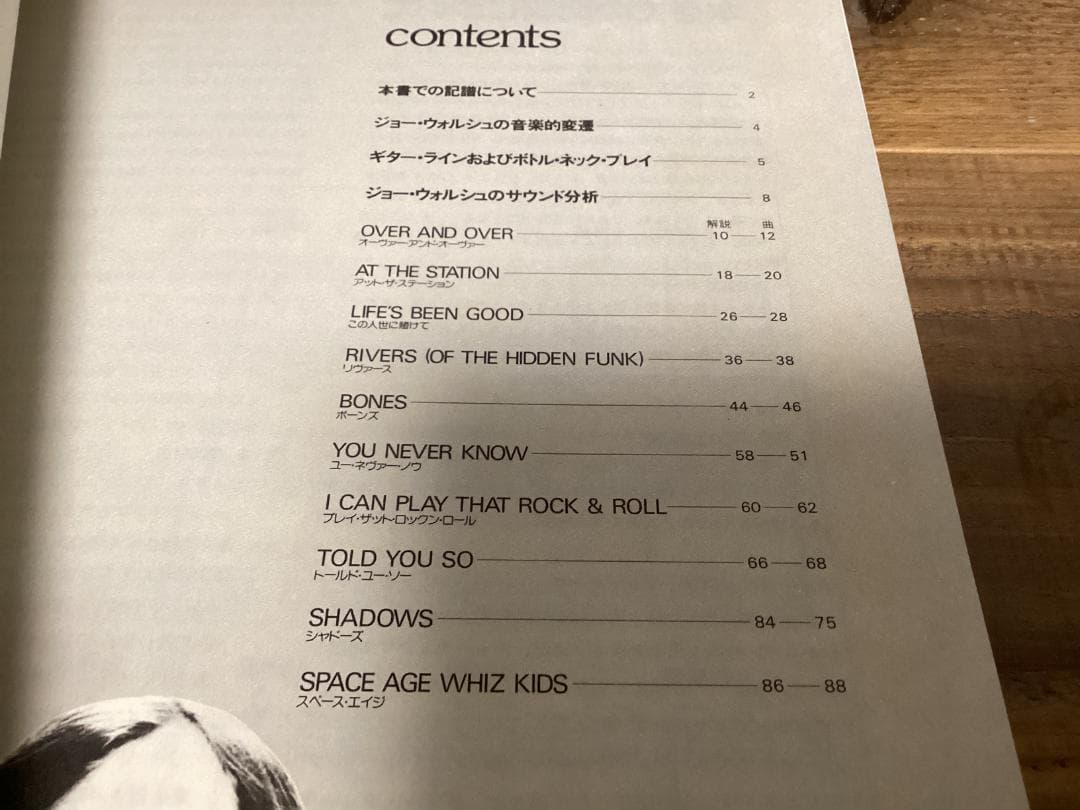 contents
本書での記譜について 2
ジョー・ウォルシュの音楽的変遷 4
ギター・ラインおよびボトル・ネック・プレイ 5
ジョー・ウォルシュのサウンド分析 8
解説 曲
OVER AND OVER 10 12
オーヴァー・アンド・オーヴァー
AT THE STATION 18 20
アット・ザ・ステーション
LIFE'S BEEN GOOD 26 28
この人世に賭けて
RIVERS (OF THE HIDDEN FUNK) 36 38
リヴァース
BONES 44 46
ボーンズ
YOU NEVER KNOW 58 51
ユー・ネヴァー・ノウ
I CAN PLAY THAT ROCK & ROLL 60 62
プレイ・ザット・ロックン・ロール
TOLD YOU SO 66 68
トールド・ユー・ソー
SHADOWS 84 75
シャドーズ
SPACE AGE WHIZ KIDS 86 88
スペース・エイジ